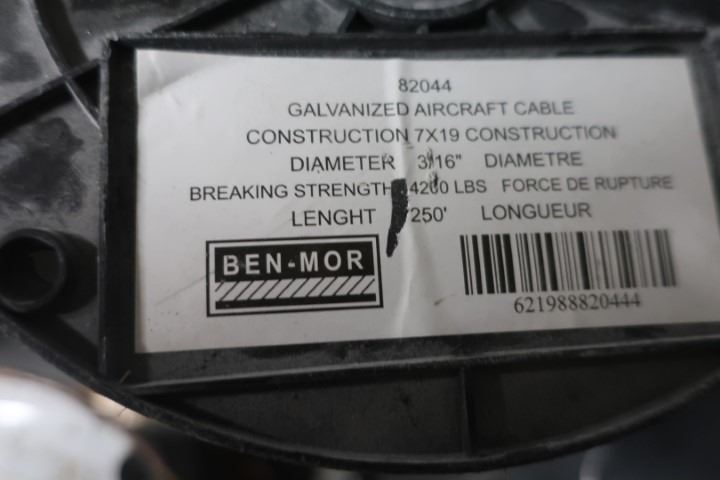 82044
GALVANIZED AIRCRAFT CABLE
CONSTRUCTION 7X19 CONSTRUCTION
DIAMETER 3/16" DIAMETRE
BREAKING STRENGTH 4200 LBS FORCE DE RUPTURE
LENGHT 250' LONGUEUR
BEN-MOR
621988820444